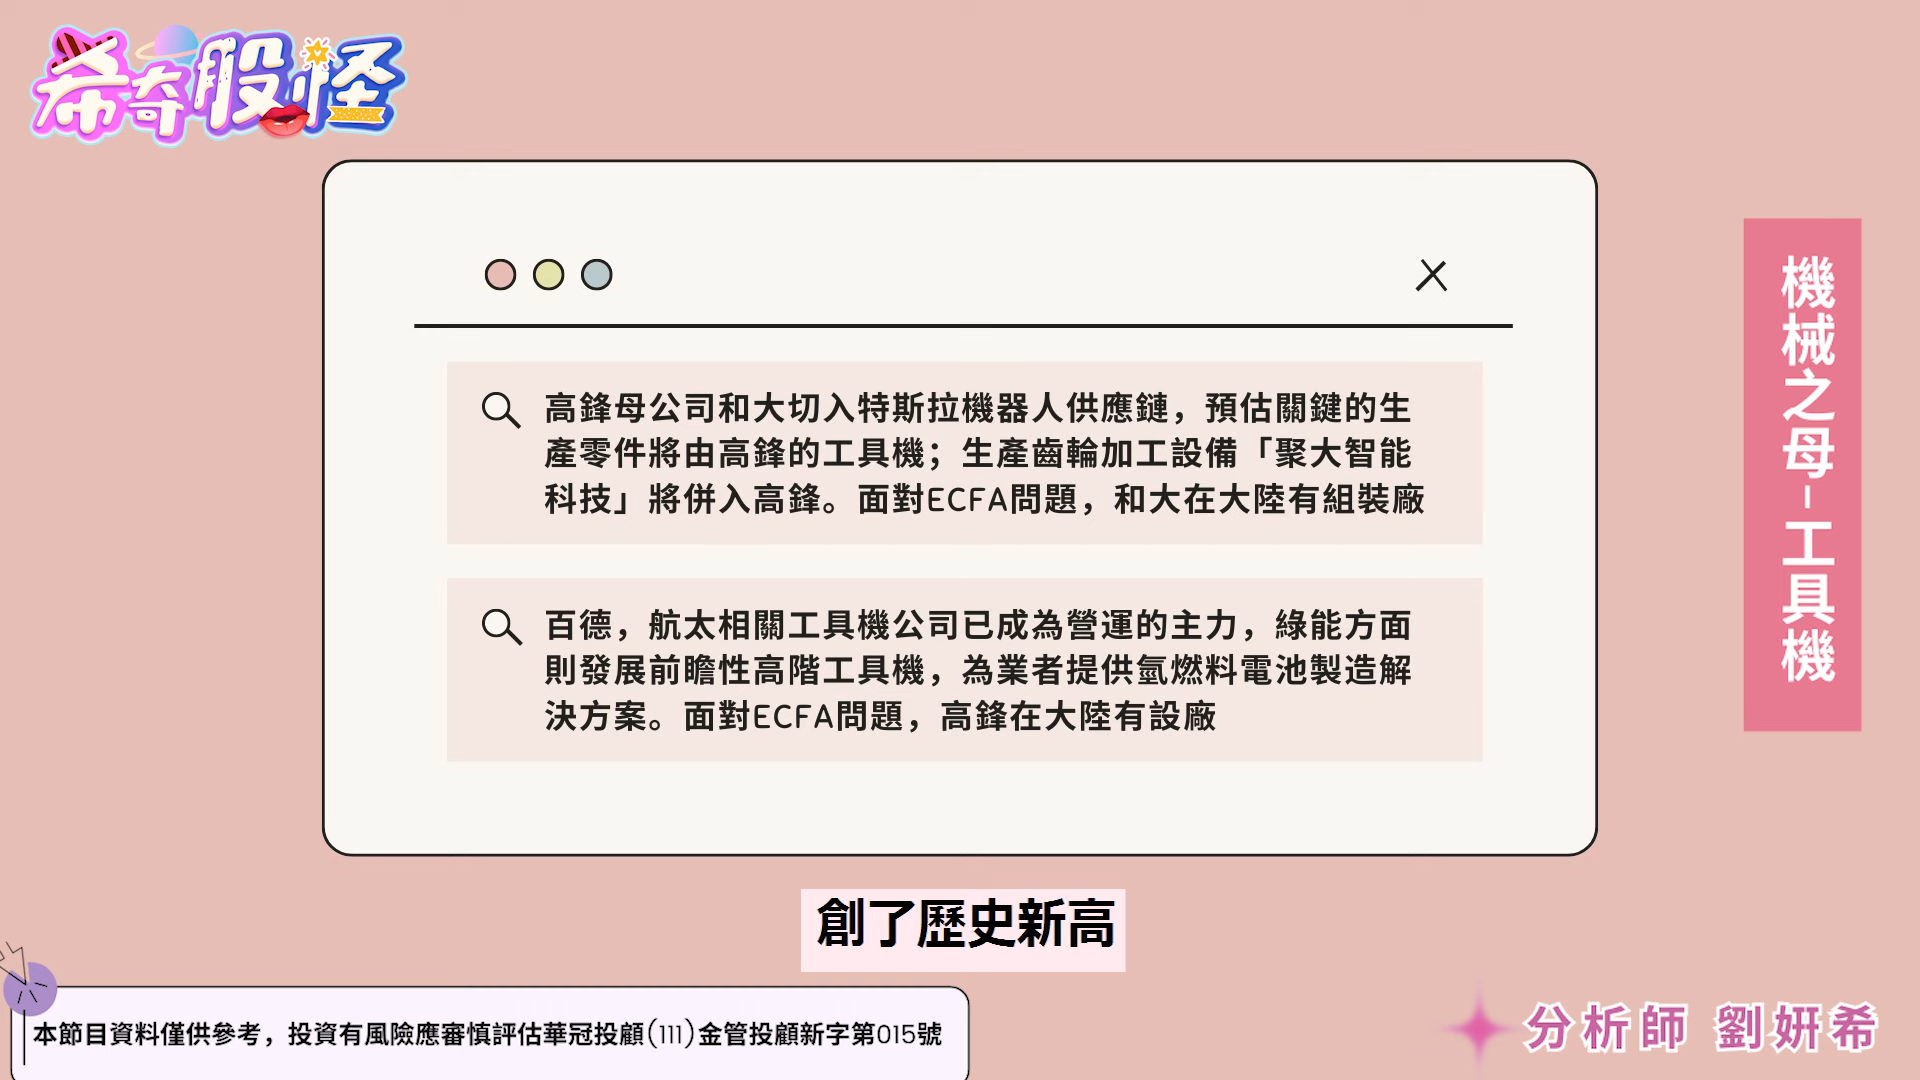 希奇股怪
高鋒母公司和大切入特斯拉機器人供應鏈，預估關鍵的生
產零件將由高鋒的工具機；生產齒輪加工設備「聚大智能
科技」將併入高鋒。面對ECFA問題，和大在大陸有組裝廠
百德，航太相關工具機公司已成為營運的主力，綠能方面
則發展前瞻性高階工具機，為業者提供氫燃料電池製造解
決方案。面對ECFA問題，高鋒在大陸有設廠
機械之母-工具機
創了歷史新高
本節目資料僅供參考，投資有風險應審慎評估華冠投顧(111)金管投顧新字第015號
分析師 劉妍希